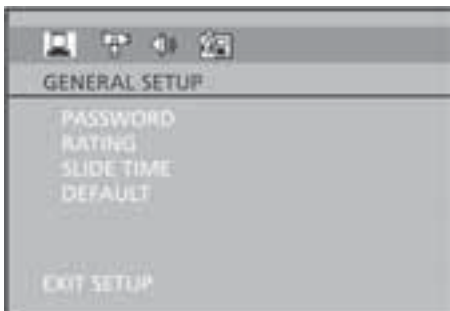 GENERAL SETUP
PASSWORD
RATING
SLIDE TIME
DEFAULT
EXIT SETUP